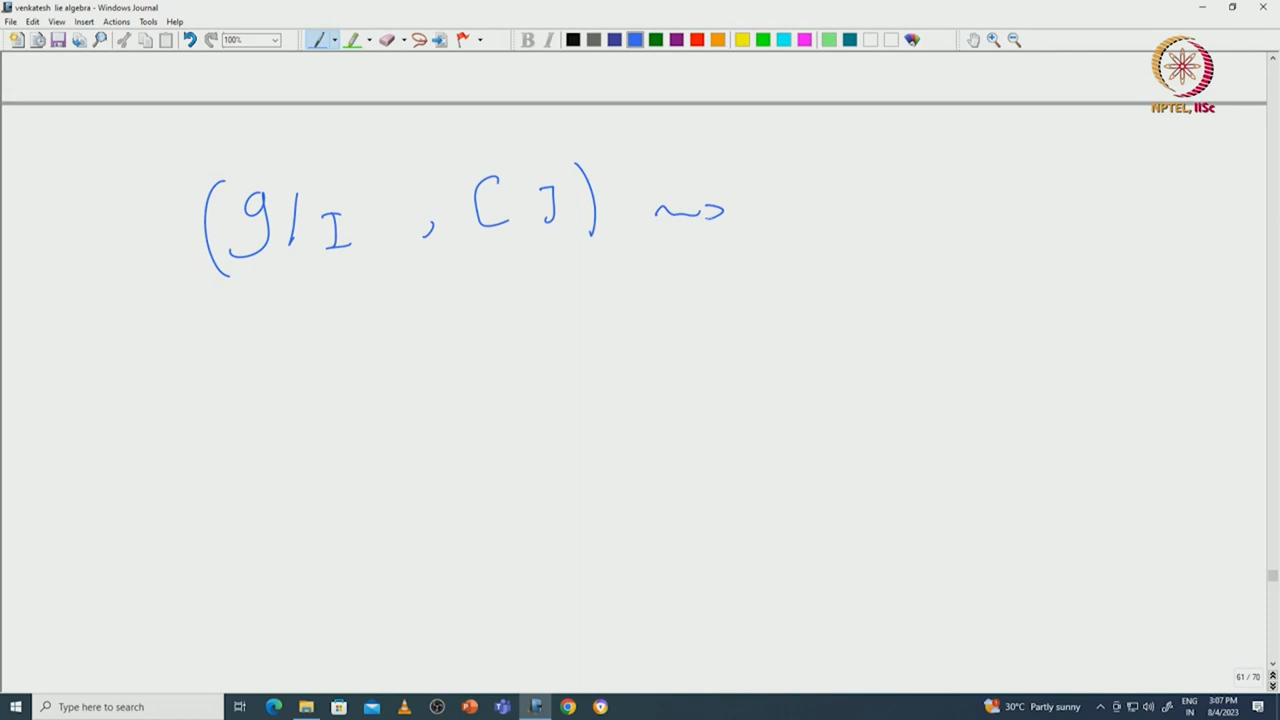 venkatesh lie algebra - Windows Journal
File Edit View Insert Actions Tools Help
100%
B I
NPTEL, IISc
(g/I , [ ]) ⇝
61 / 70
Type here to search
30°C Partly sunny
ENG
IN
3:07 PM
8/4/2023